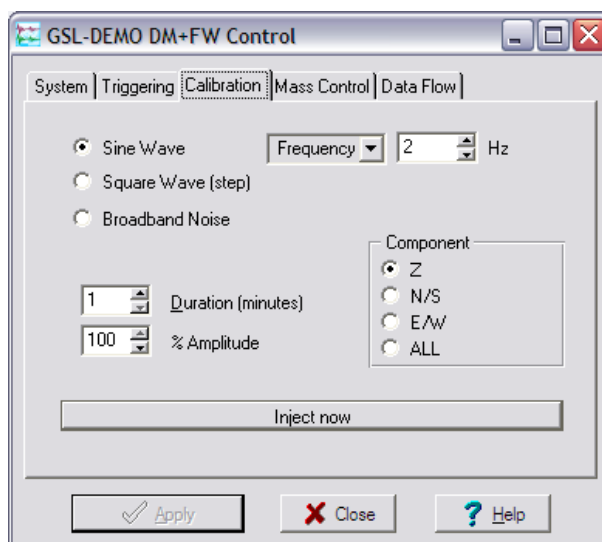 GSL-DEMO DM+FW Control
System Triggering Calibration Mass Control Data Flow
Sine Wave Frequency 2 Hz
Square Wave (step)
Broadband Noise
Component
Z
N/S
E/W
ALL
1 Duration (minutes)
100 % Amplitude
Inject now
Apply Close ? Help